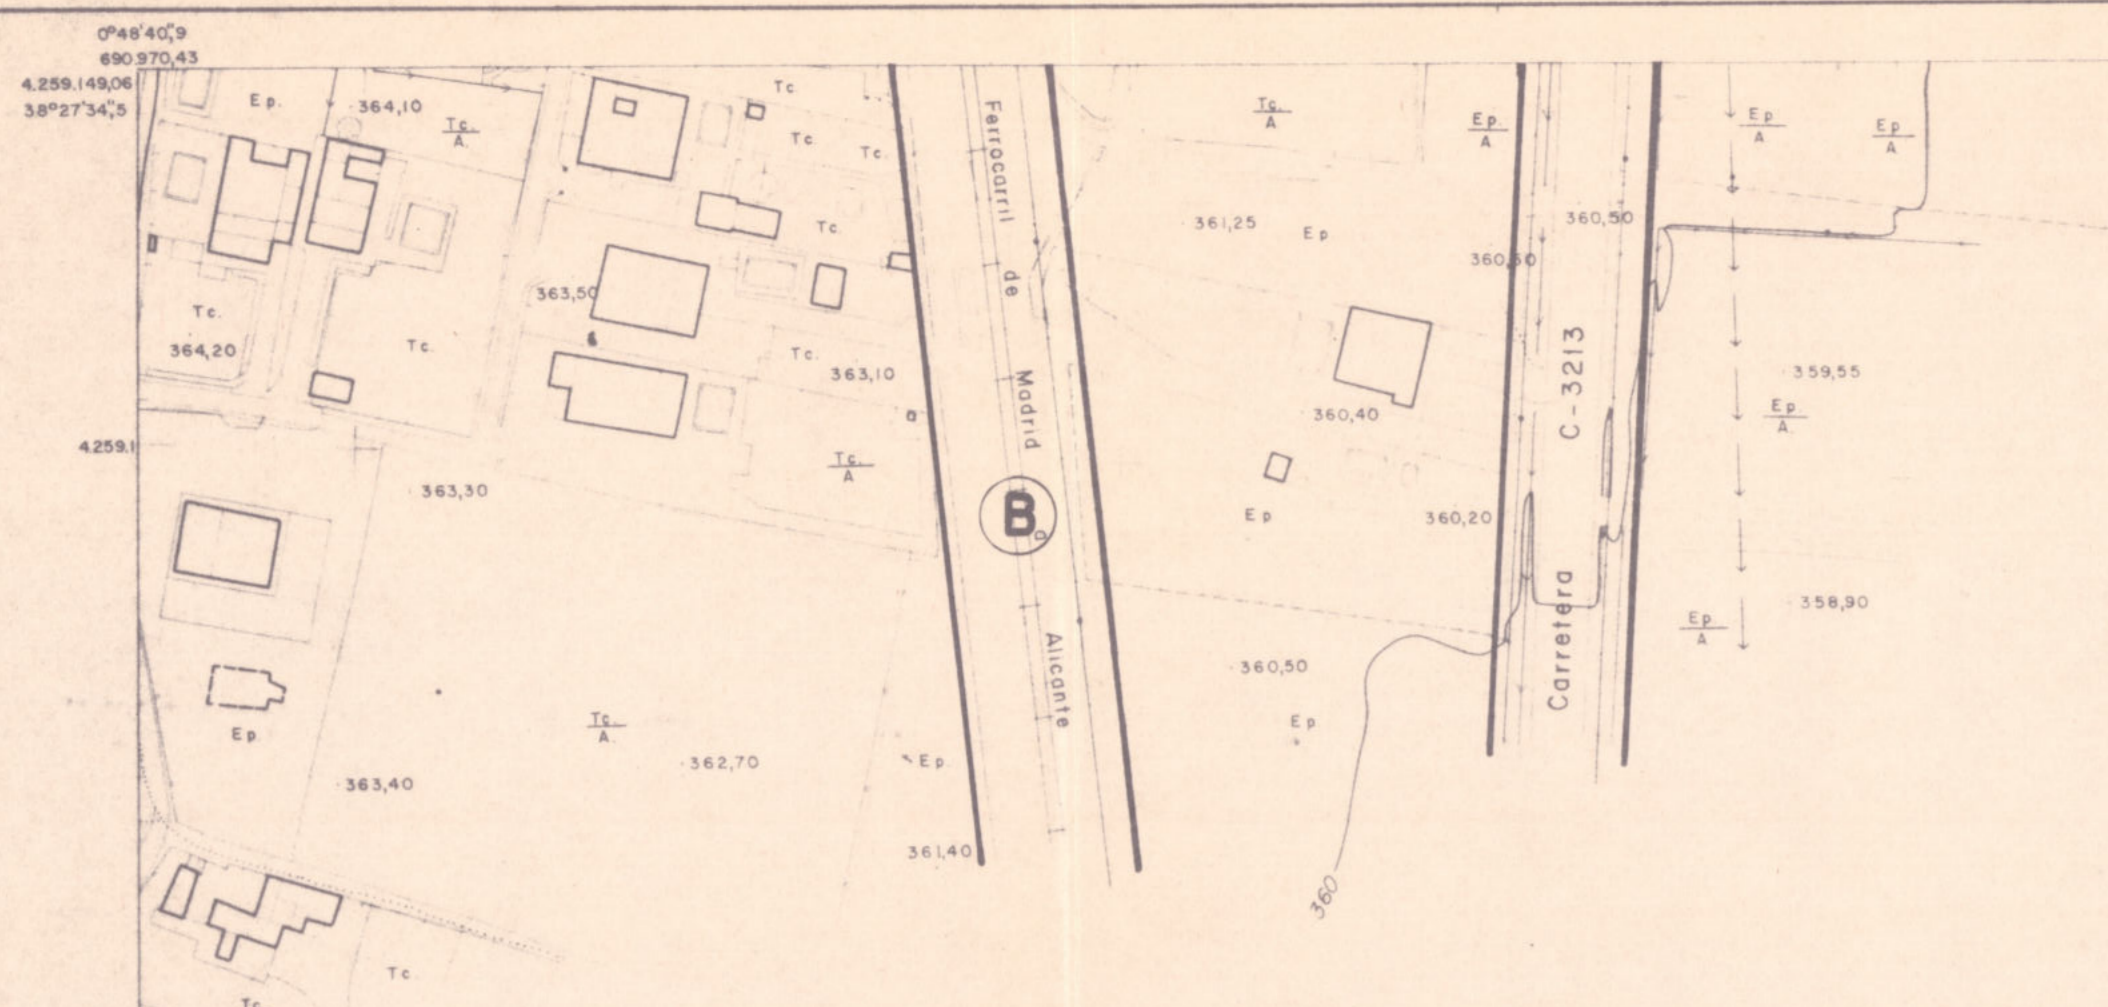 0°48'40,"9
690.970,43
4.259.149,06
38°27'34,"5
Ep.
364,10
Tc.
A.
Tc
Tc.
Tc.
Tc.
Tc.
A
Ep.
A
Ep
A
Ep
A.
361,25
Ep
360,50
360,50
363,50
Tc.
364,20
Tc.
Tc.
363,10
359,55
Ep.
A.
360,40
4.259.1
363,30
Tc.
A
B
Ep
360,20
358,90
Ep
A
360,50
Ep
Ep.
Tc.
A.
362,70
Ep.
363,40
361,40
360
Tc.
Tc.
Ferrocarril de Madrid Alicante
Carretera C-3213